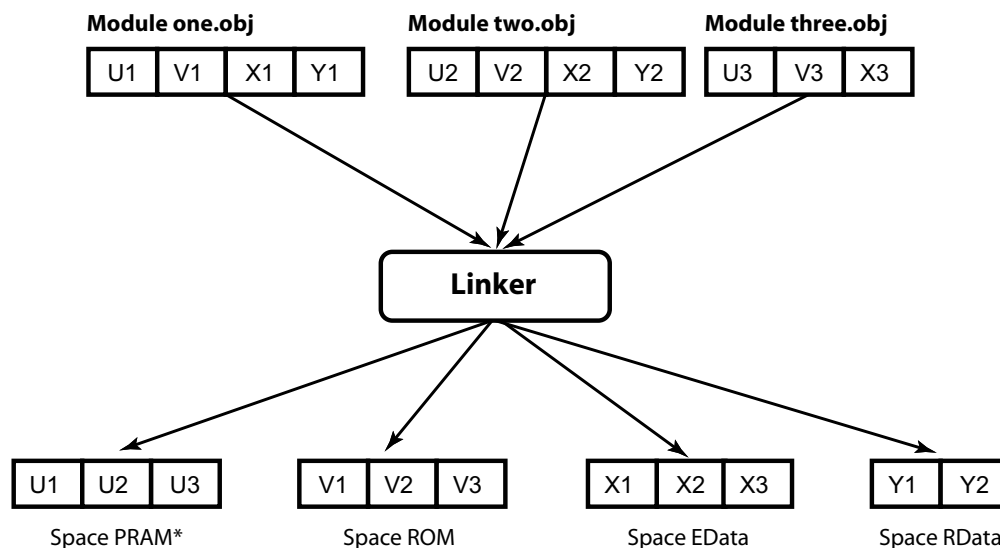 Module one.obj Module two.obj Module three.obj
U1 V1 X1 Y1 U2 V2 X2 Y2 U3 V3 X3
Linker
U1 U2 U3 V1 V2 V3 X1 X2 X3 Y1 Y2
Space PRAM* Space ROM Space EData Space RData